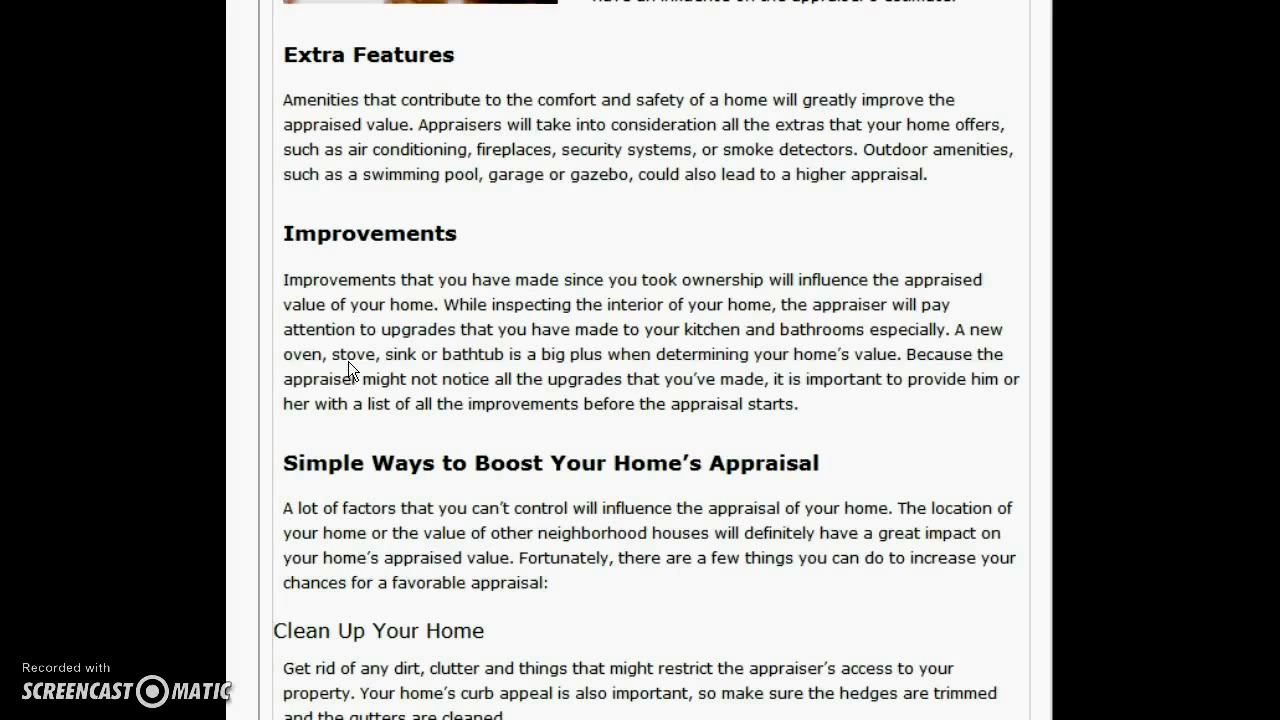 have an influence on the appraiser's estimate.
Extra Features
Amenities that contribute to the comfort and safety of a home will greatly improve the
appraised value. Appraisers will take into consideration all the extras that your home offers,
such as air conditioning, fireplaces, security systems, or smoke detectors. Outdoor amenities,
such as a swimming pool, garage or gazebo, could also lead to a higher appraisal.
Improvements
Improvements that you have made since you took ownership will influence the appraised
value of your home. While inspecting the interior of your home, the appraiser will pay
attention to upgrades that you have made to your kitchen and bathrooms especially. A new
oven, stove, sink or bathtub is a big plus when determining your home’s value. Because the
appraiser might not notice all the upgrades that you’ve made, it is important to provide him or
her with a list of all the improvements before the appraisal starts.
Simple Ways to Boost Your Home’s Appraisal
A lot of factors that you can’t control will influence the appraisal of your home. The location of
your home or the value of other neighborhood houses will definitely have a great impact on
your home’s appraised value. Fortunately, there are a few things you can do to increase your
chances for a favorable appraisal:
Clean Up Your Home
Get rid of any dirt, clutter and things that might restrict the appraiser’s access to your
property. Your home’s curb appeal is also important, so make sure the hedges are trimmed
and the gutters are cleaned
Recorded with
SCREENCAST-O-MATIC